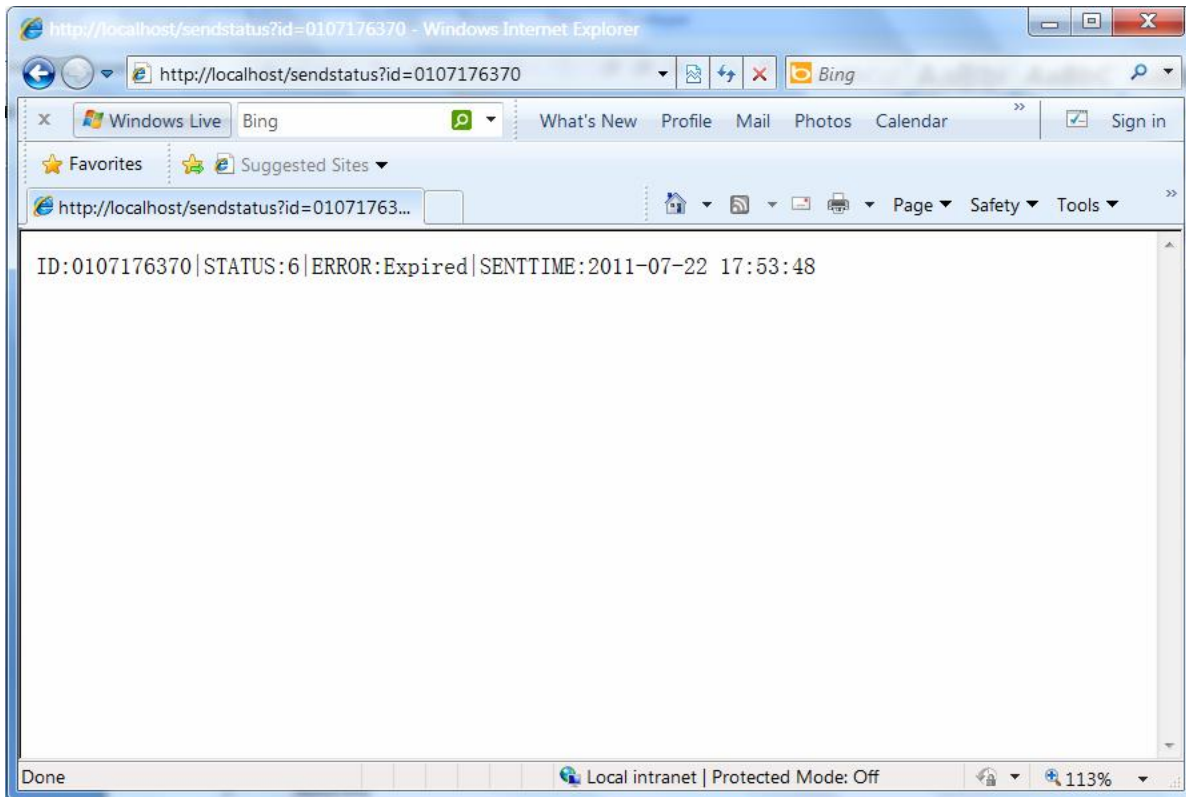 http://localhost/sendstatus?id=0107176370 - Windows Internet Explorer
http://localhost/sendstatus?id=0107176370 Bing
x Windows Live Bing What's New Profile Mail Photos Calendar » Sign in
Favorites Suggested Sites
http://localhost/sendstatus?id=01071763... Page Safety Tools »
ID:0107176370|STATUS:6|ERROR:Expired|SENTTIME:2011-07-22 17:53:48
Done Local intranet | Protected Mode: Off 113%